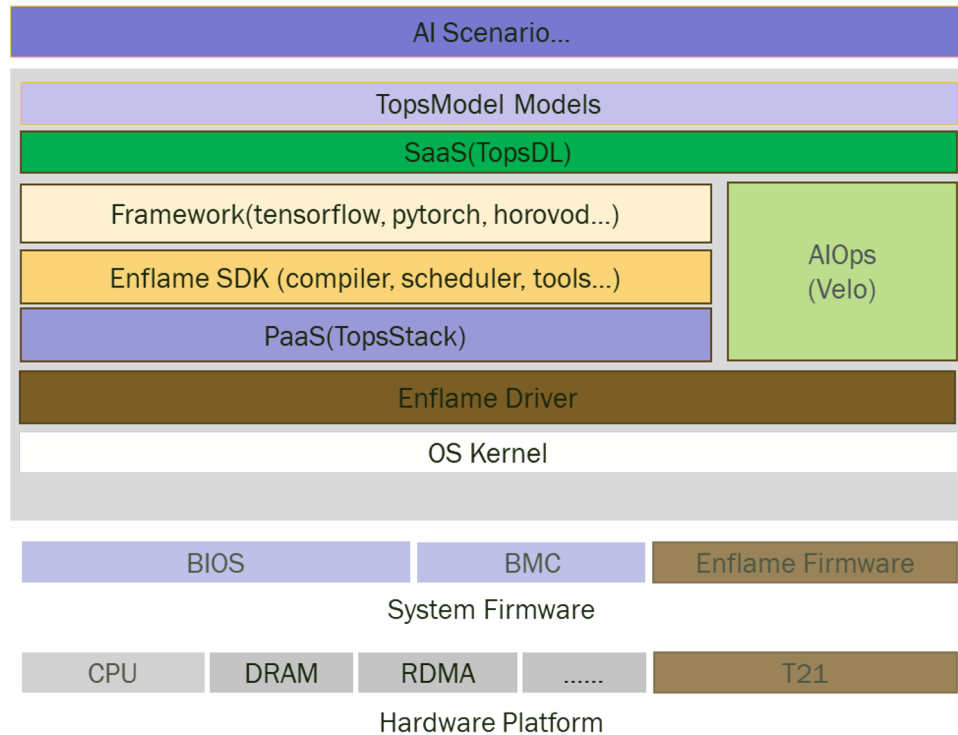 AI Scenario...
TopsModel Models
SaaS(TopsDL)
Framework(tensorflow, pytorch, horovod...)
Enflame SDK (compiler, scheduler, tools...)
PaaS(TopsStack)
AIOps
(Velo)
Enflame Driver
OS Kernel
BIOS
BMC
Enflame Firmware
System Firmware
CPU
DRAM
RDMA
......
T21
Hardware Platform